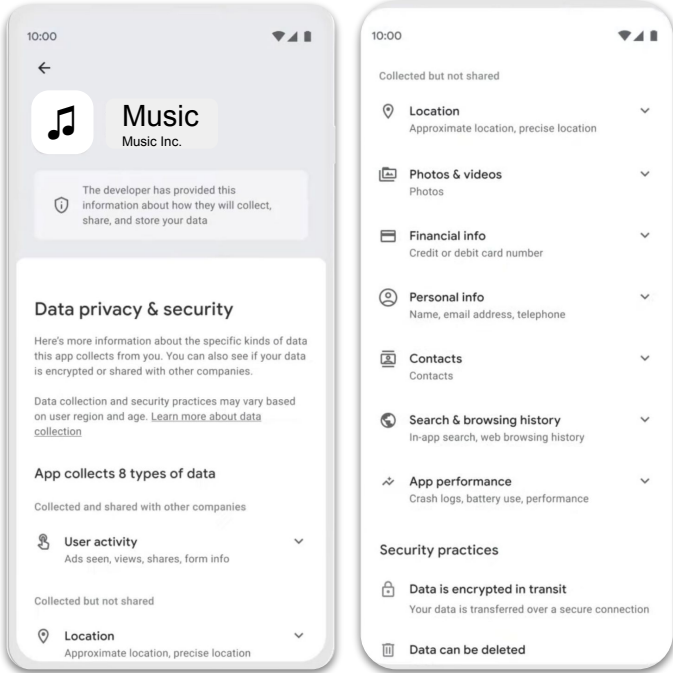 10:00
Music
Music Inc.
The developer has provided this
information about how they will collect,
share, and store your data
Data privacy & security
Here's more information about the specific kinds of data
this app collects from you. You can also see if your data
is encrypted or shared with other companies.
Data collection and security practices may vary based
on user region and age. Learn more about data
collection
App collects 8 types of data
Collected and shared with other companies
User activity
Ads seen, views, shares, form info
Collected but not shared
Location
Approximate location, precise location
10:00
Collected but not shared
Location
Approximate location, precise location
Photos & videos
Photos
Financial info
Credit or debit card number
Personal info
Name, email address, telephone
Contacts
Contacts
Search & browsing history
In-app search, web browsing history
App performance
Crash logs, battery use, performance
Security practices
Data is encrypted in transit
Your data is transferred over a secure connection
Data can be deleted